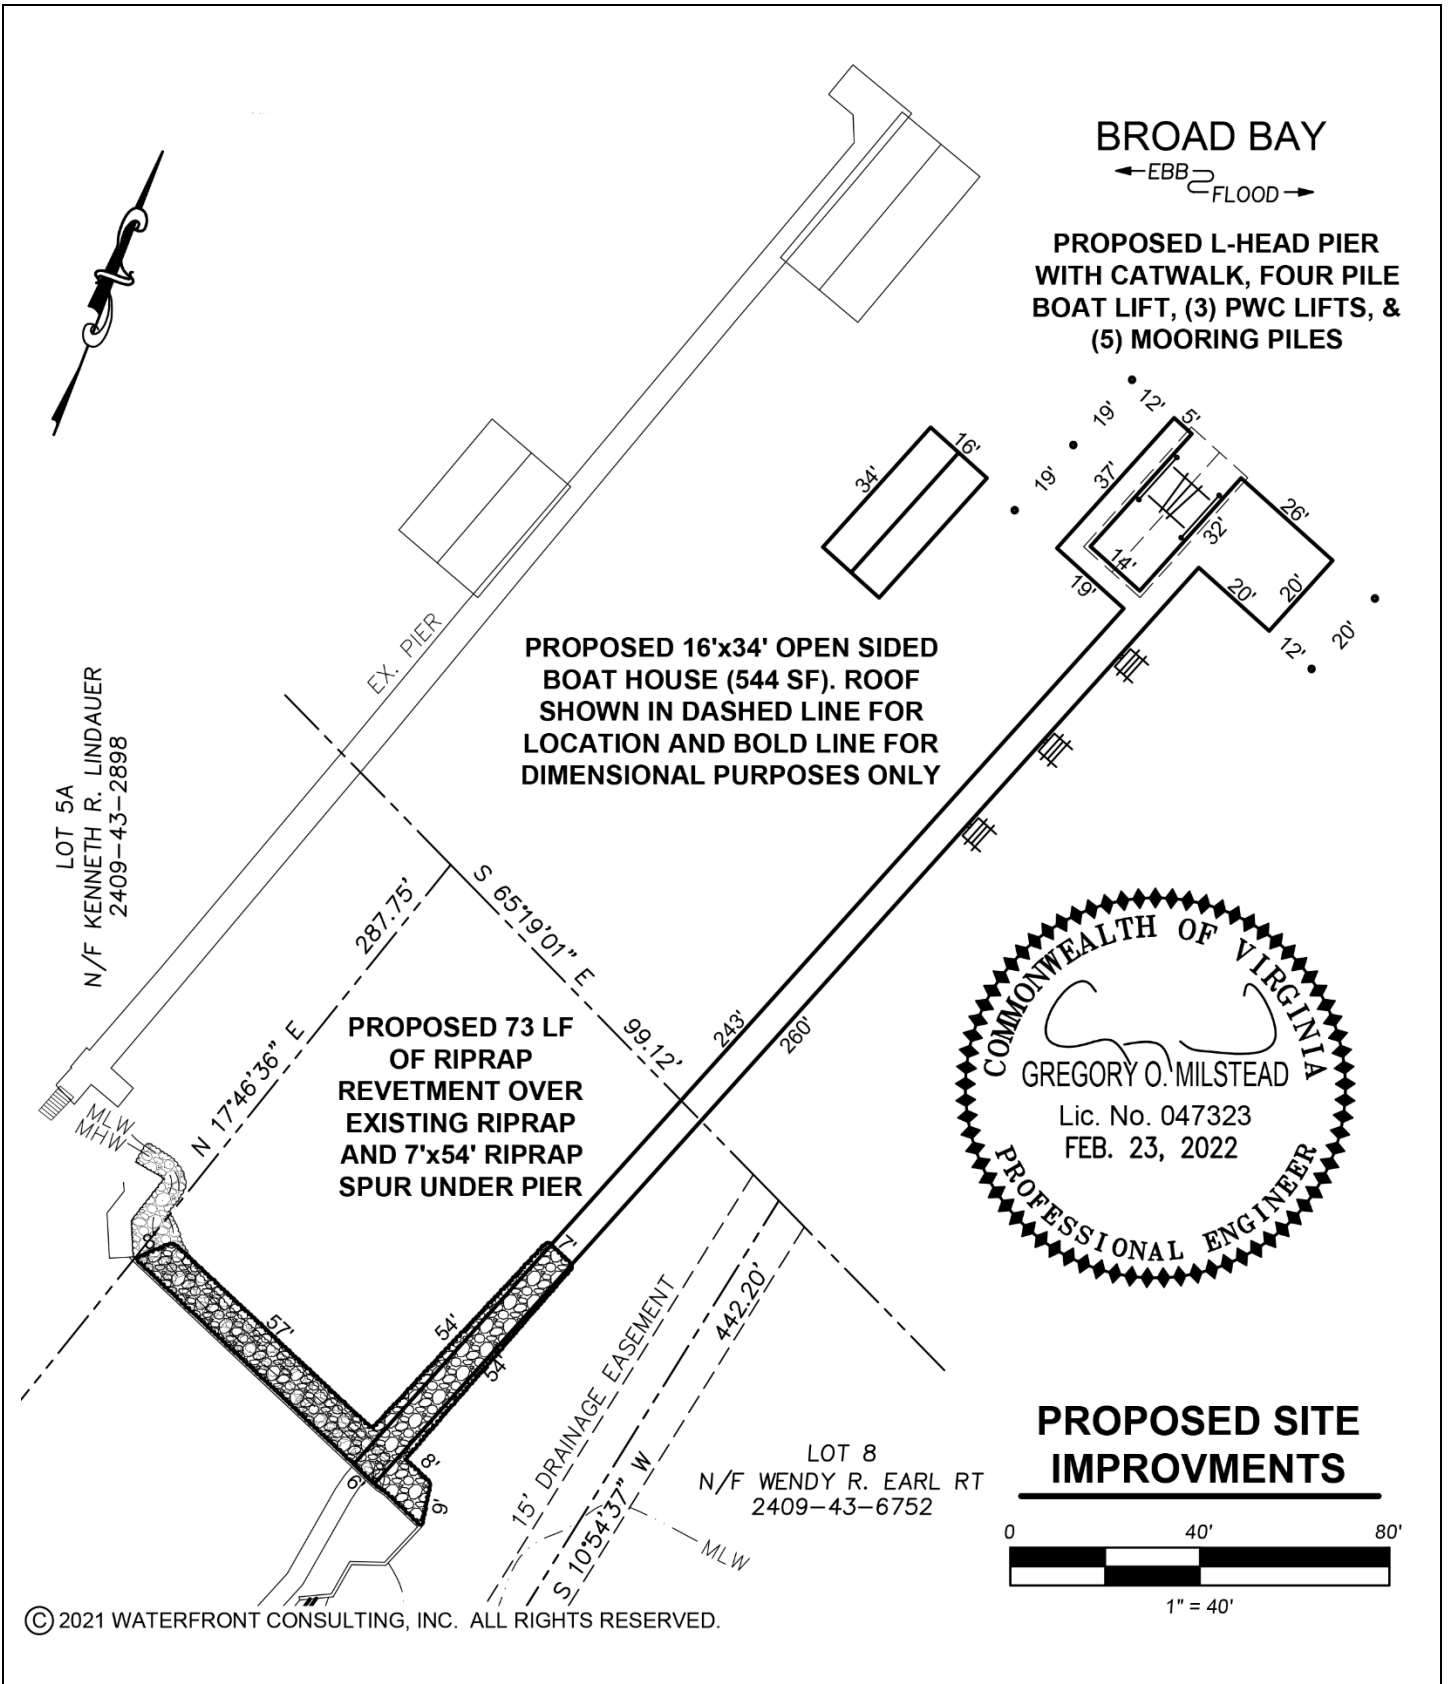 BROAD BAY
EBB
FLOOD
PROPOSED L-HEAD PIER
WITH CATWALK, FOUR PILE
BOAT LIFT, (3) PWC LIFTS, &
(5) MOORING PILES
12'
5'
19'
19'
37'
16'
34'
26'
32'
14'
19'
20'
20'
12'
20'
EX. PIER
PROPOSED 16'x34' OPEN SIDED
BOAT HOUSE (544 SF). ROOF
SHOWN IN DASHED LINE FOR
LOCATION AND BOLD LINE FOR
DIMENSIONAL PURPOSES ONLY
LOT 5A
N/F KENNETH R. LINDAUER
2409-43-2898
287.75'
N 17°46'36" E
S 65°19'01" E
99.12'
243'
260'
PROPOSED 73 LF
OF RIPRAP
REVETMENT OVER
EXISTING RIPRAP
AND 7'x54' RIPRAP
SPUR UNDER PIER
COMMONWEALTH OF VIRGINIA
GREGORY O. MILSTEAD
Lic. No. 047323
FEB. 23, 2022
PROFESSIONAL ENGINEER
MLW
MHW
8'
7'
57'
54'
54'
6'
8'
9'
15' DRAINAGE EASEMENT
442.20'
S 10°54'37" W
MLW
LOT 8
N/F WENDY R. EARL RT
2409-43-6752
PROPOSED SITE
IMPROVMENTS
0 40' 80'
1" = 40'
© 2021 WATERFRONT CONSULTING, INC. ALL RIGHTS RESERVED.